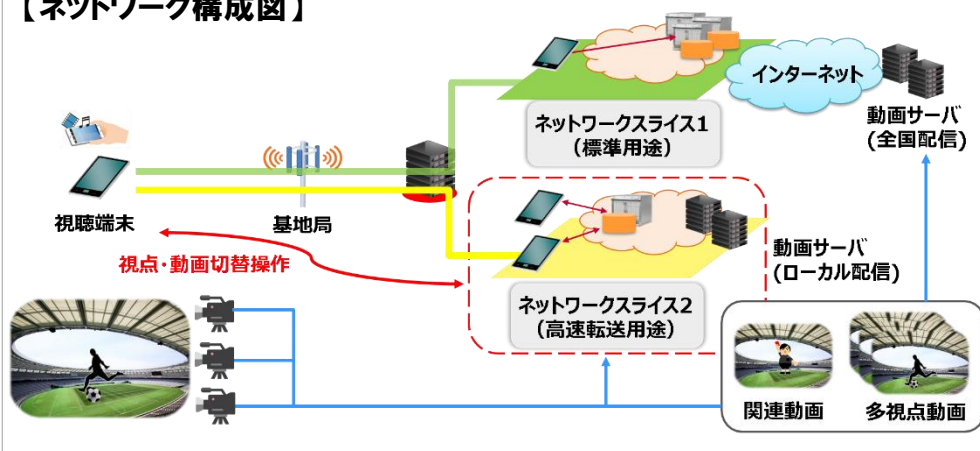 【ネットワーク構成図】
インターネット
動画サーバ
(全国配信)
ネットワークスライス1
(標準用途)
視聴端末
基地局
視点・動画切替操作
動画サーバ
(ローカル配信)
ネットワークスライス2
(高速転送用途)
関連動画
多視点動画